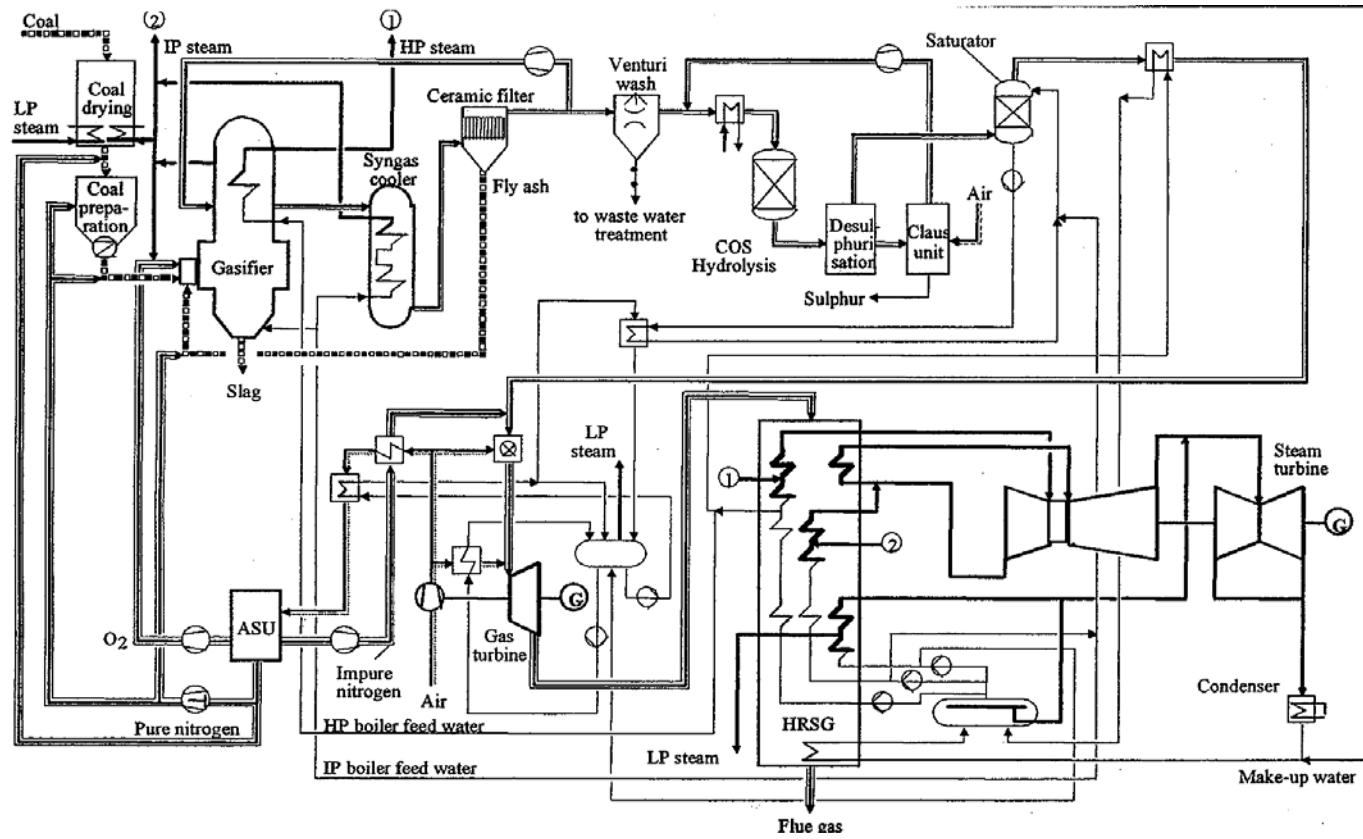 Coal
②
IP steam
①
HP steam
Saturator
Coal
drying
LP
steam
Ceramic filter
Venturi
wash
Syngas
cooler
Coal
prepa-
ration
Fly ash
Air
to waste water
treatment
Gasifier
COS
Hydrolysis
Desul-
phuri-
sation
Claus
unit
Sulphur
Slag
LP
steam
Steam
turbine
①
②
G
G
O2
ASU
Gas
turbine
Impure
nitrogen
Air
Condenser
Pure nitrogen
HP boiler feed water
HRSG
LP steam
IP boiler feed water
Make-up water
Flue gas